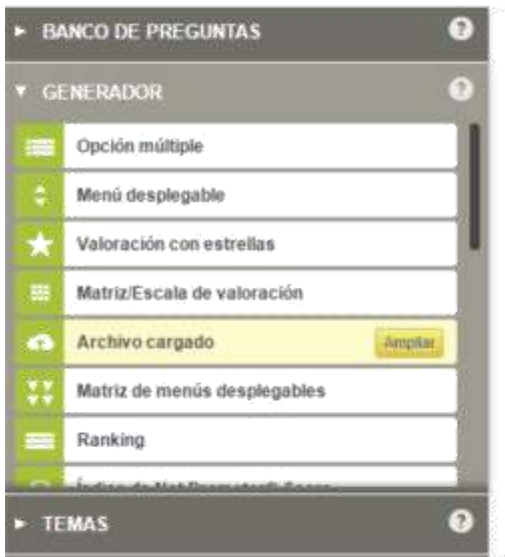 BANCO DE PREGUNTAS
GENERADOR
Opción múltiple
Menú desplegable
Valoración con estrellas
Matriz/Escala de valoración
Archivo cargado
Ampliar
Matriz de menús desplegables
Ranking
TEMAS